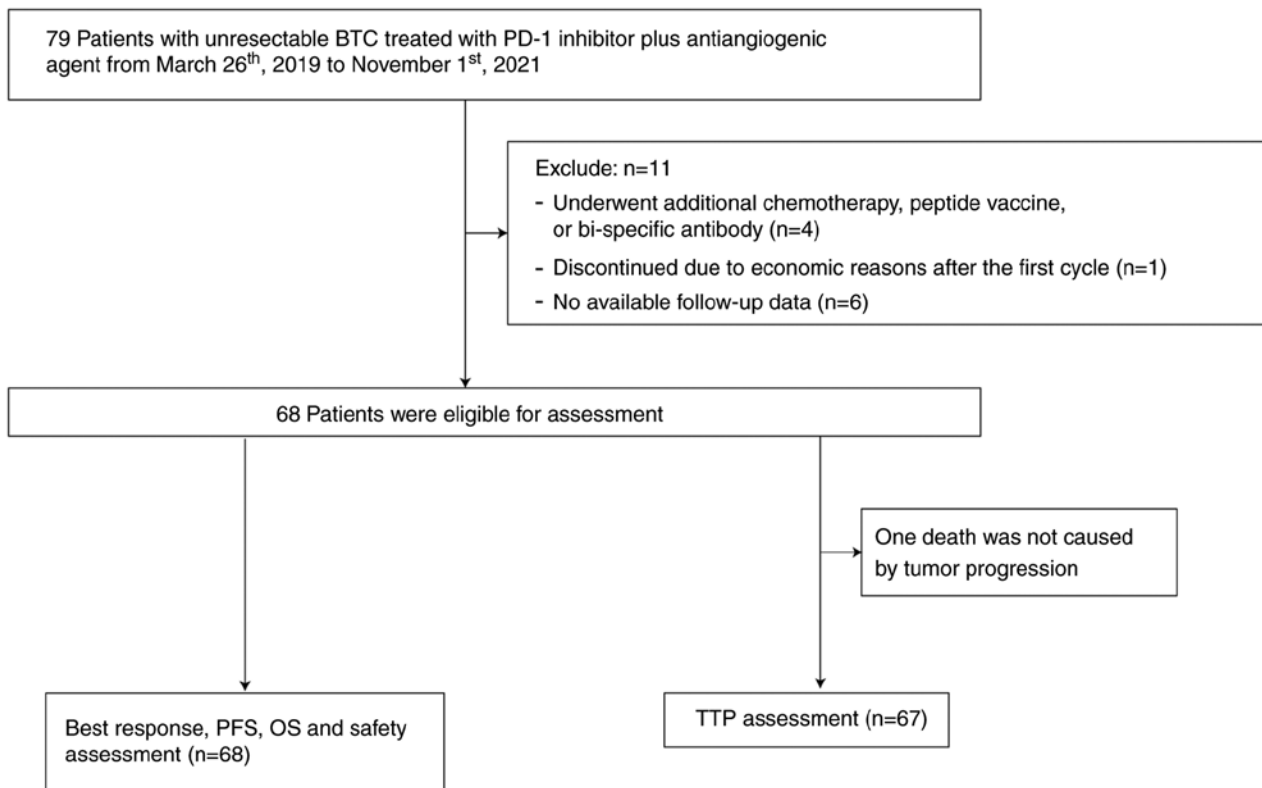 79 Patients with unresectable BTC treated with PD-1 inhibitor plus antiangiogenic
agent from March 26th, 2019 to November 1st, 2021
Exclude: n=11
- Underwent additional chemotherapy, peptide vaccine,
or bi-specific antibody (n=4)
- Discontinued due to economic reasons after the first cycle (n=1)
- No available follow-up data (n=6)
68 Patients were eligible for assessment
One death was not caused
by tumor progression
Best response, PFS, OS and safety
assessment (n=68)
TTP assessment (n=67)